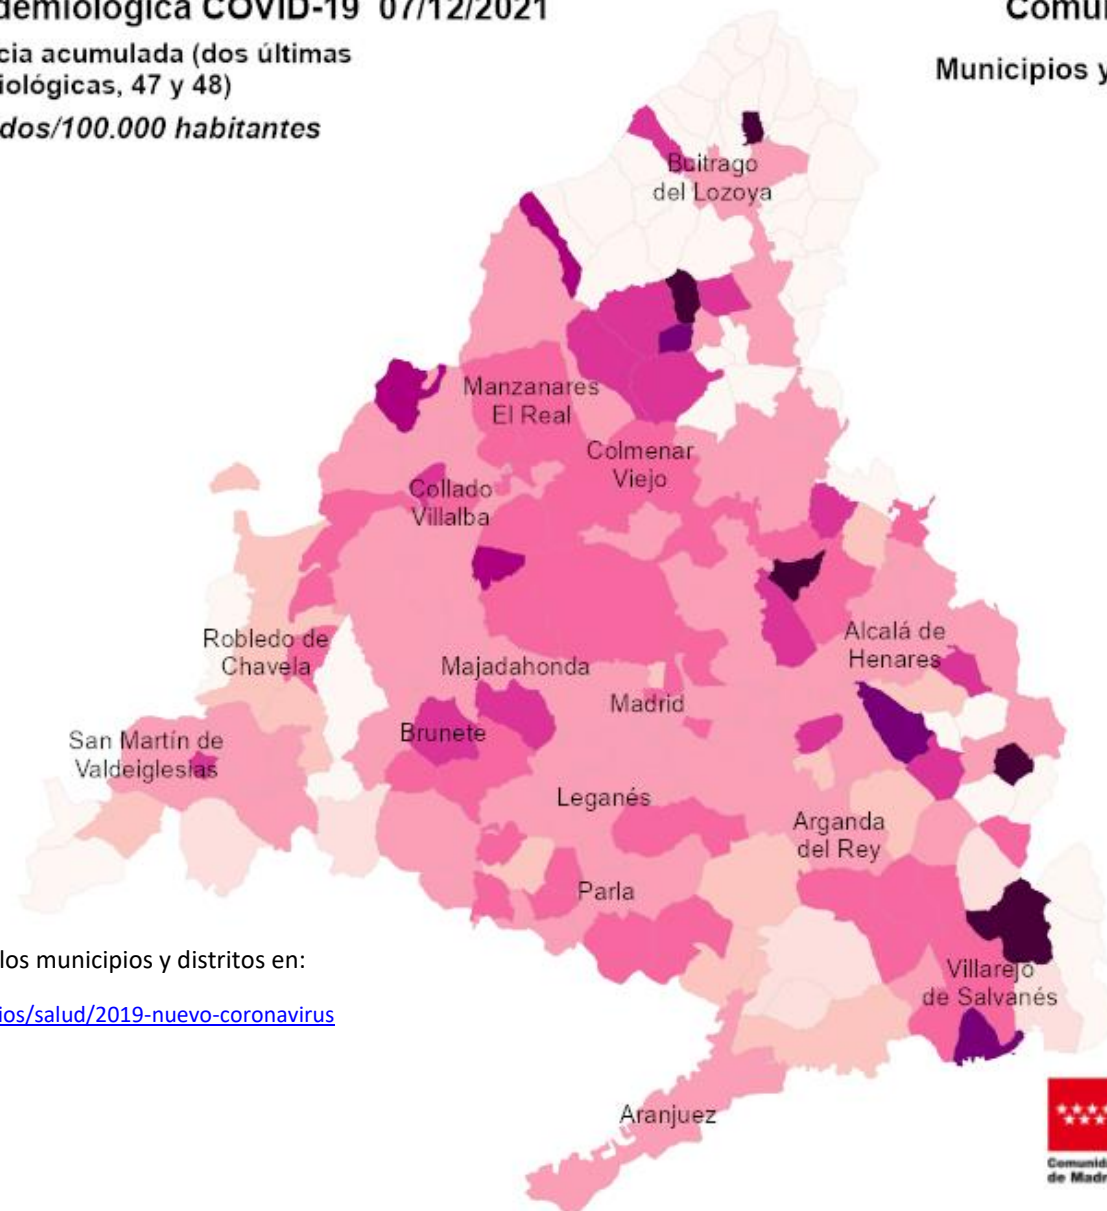 demiológica COVID-19 07/12/2021
Comu
cia acumulada (dos últimas
iológicas, 47 y 48)
Municipios y
dos/100.000 habitantes
Buitrago
del Lozoya
Manzanares
El Real
Colmenar
Viejo
Collado
Villalba
Robledo de
Chavela
Majadahonda
Alcalá de
Henares
Madrid
Brunete
San Martín de
Valdeiglesias
Leganés
Arganda
del Rey
Parla
los municipios y distritos en:
Villarejo
de Salvanés
ios/salud/2019-nuevo-coronavirus
Aranjuez
Comunid
de Madr